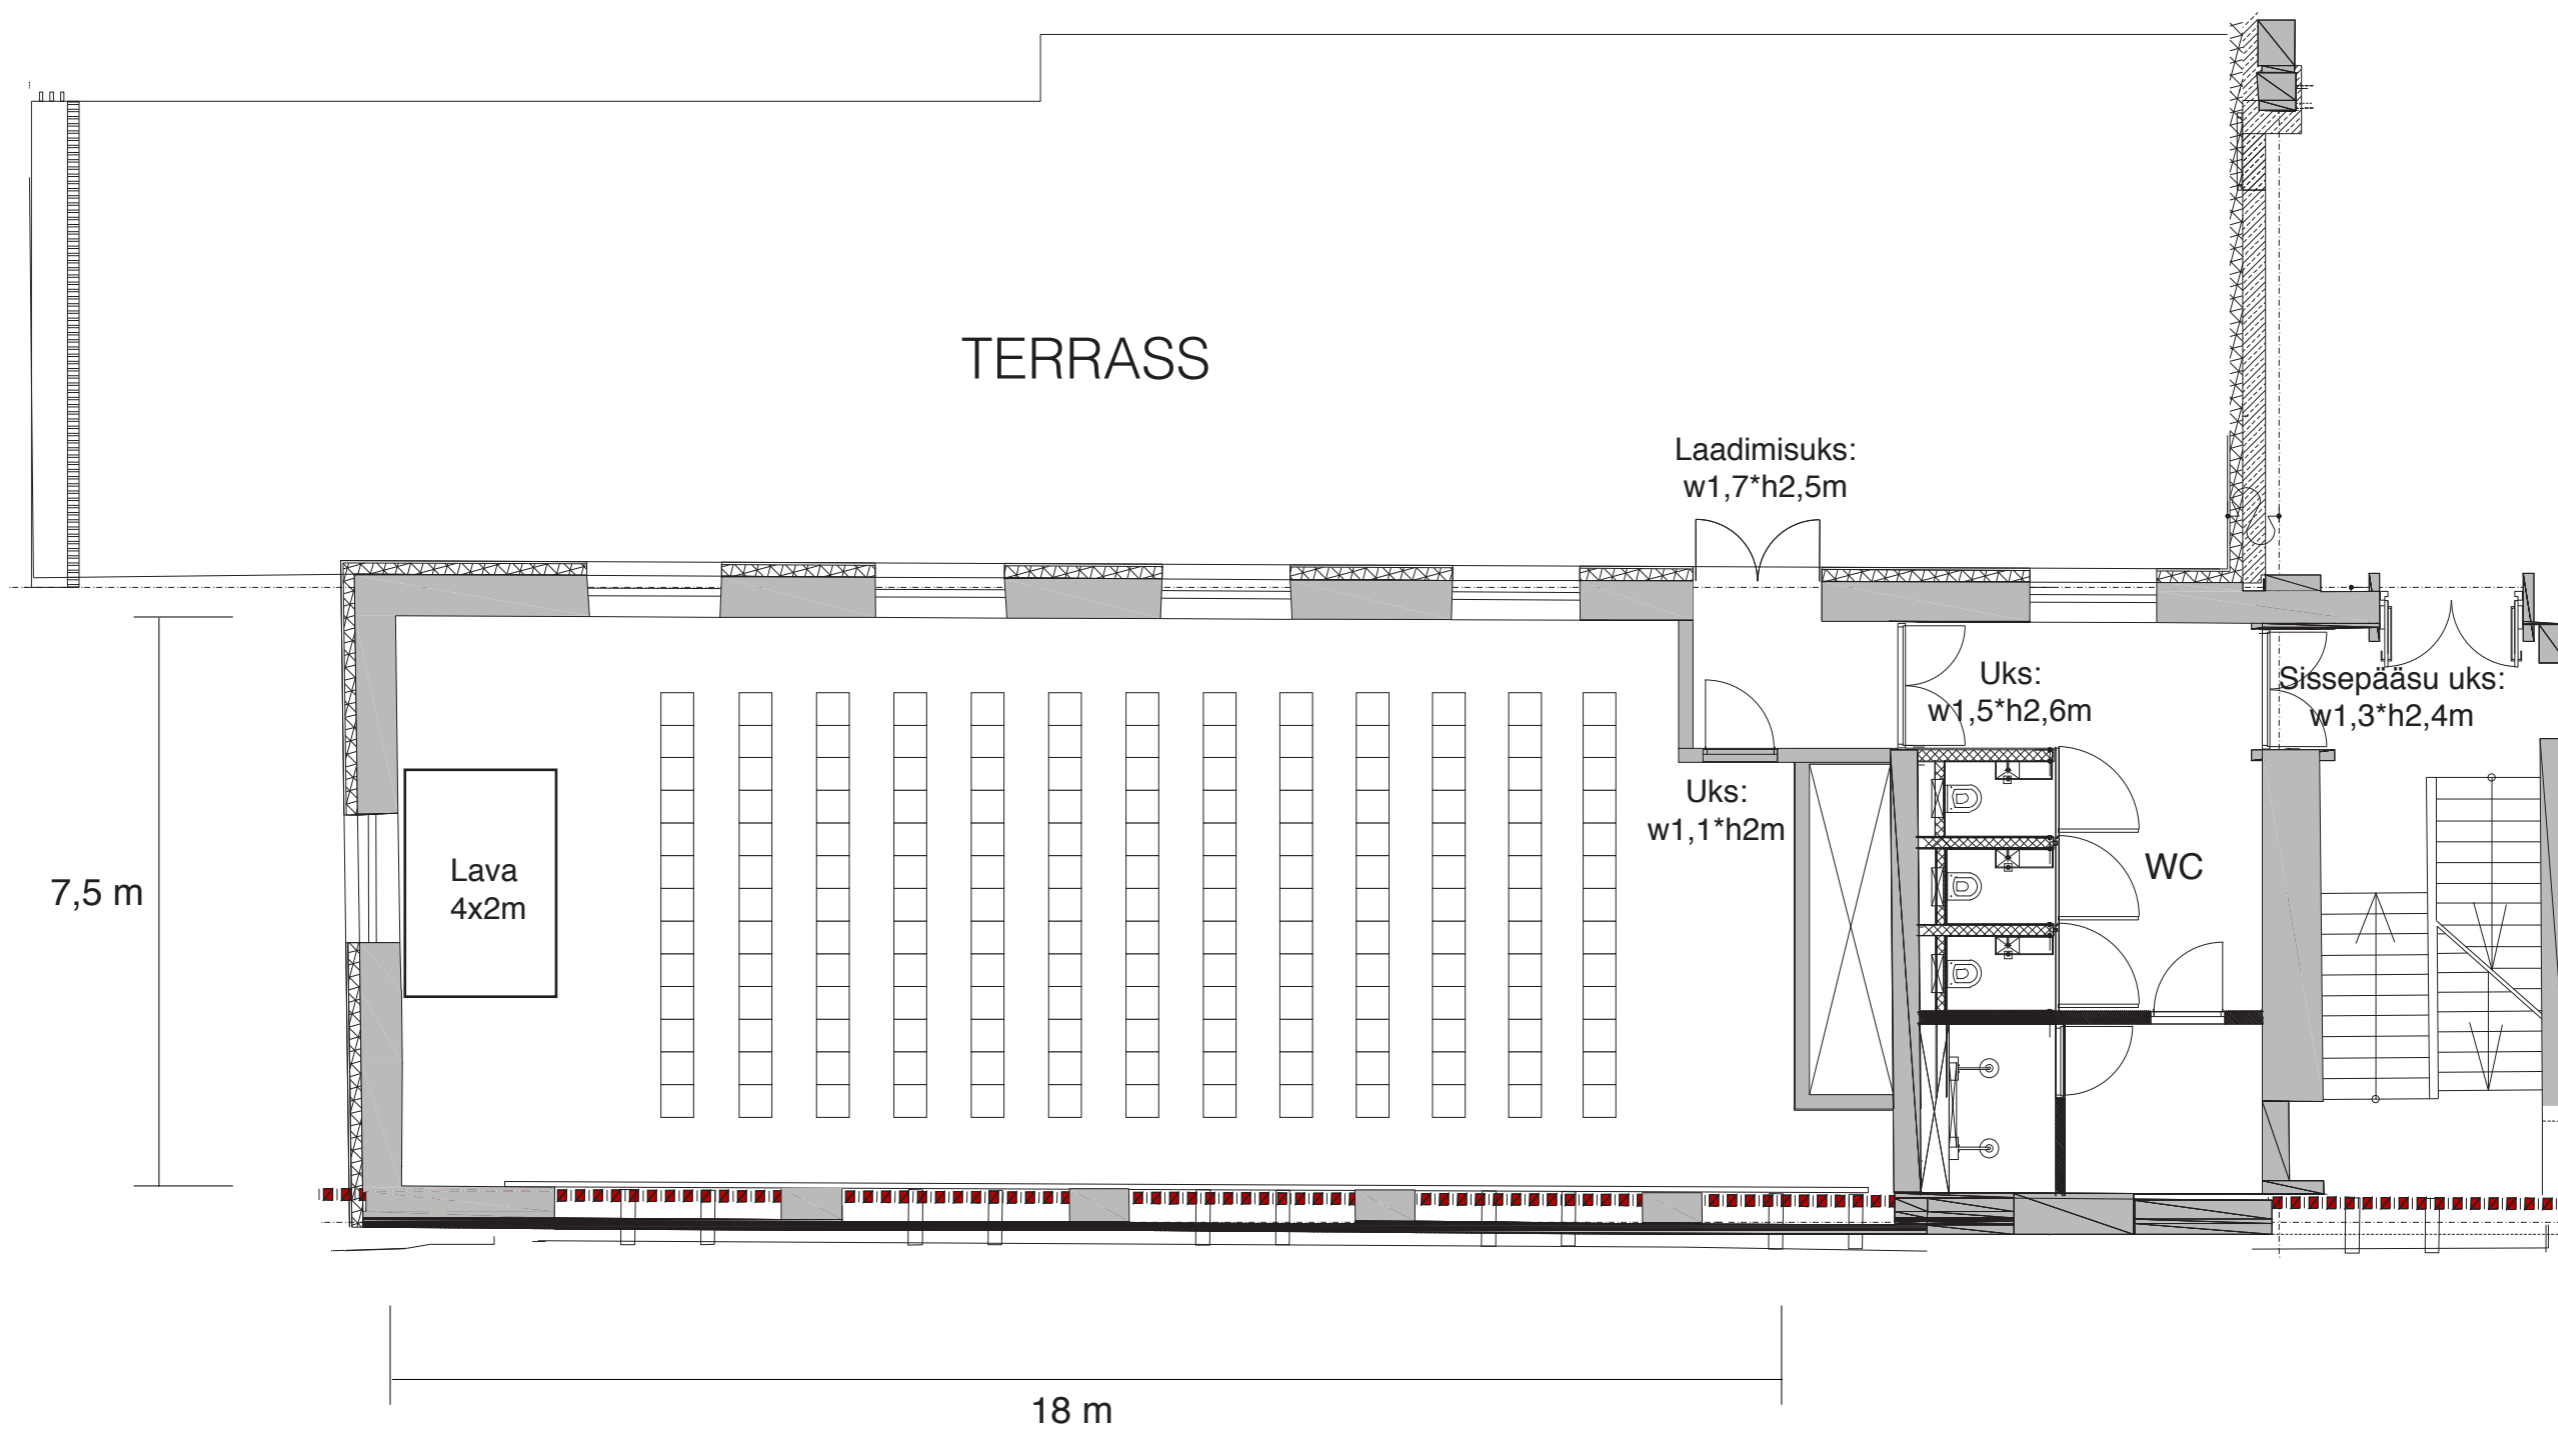 TERRASS
Laadimisuks:
w1,7*h2,5m
Uks:
w1,5*h2,6m
Sissepääsu uks:
w1,3*h2,4m
Uks:
w1,1*h2m
WC
Lava
4x2m
7,5 m
18 m